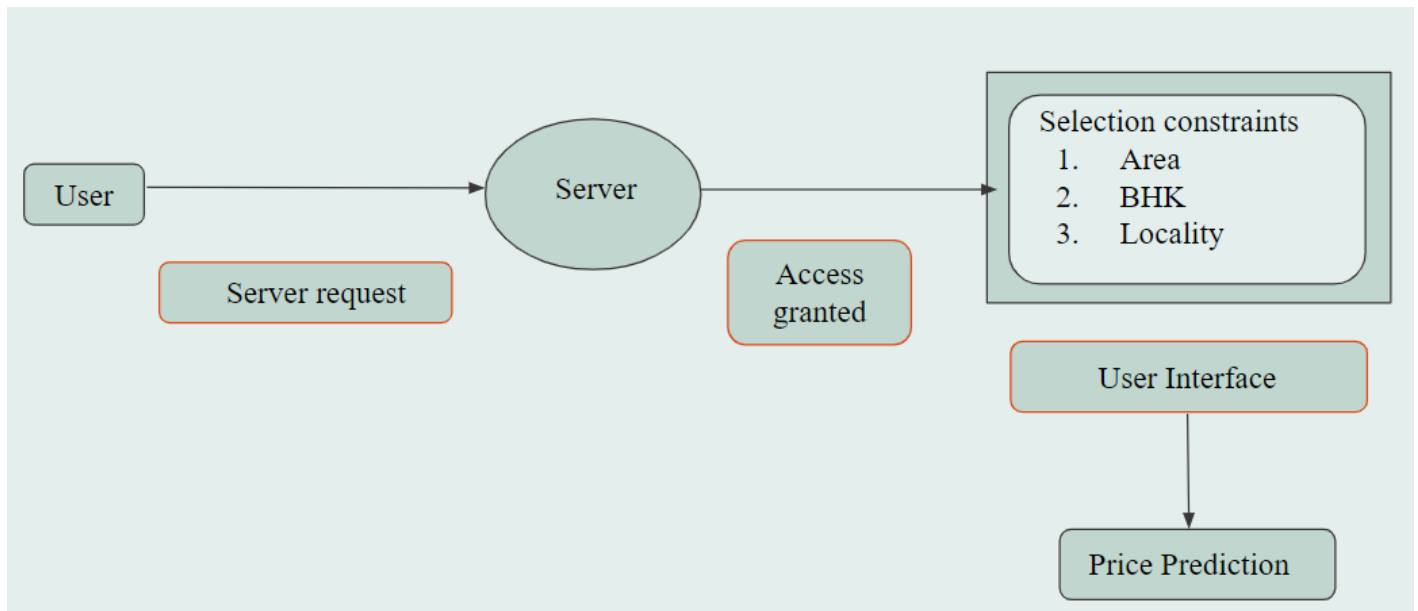 User
Server request
Server
Access
granted
Selection constraints
1. Area
2. BHK
3. Locality
User Interface
Price Prediction